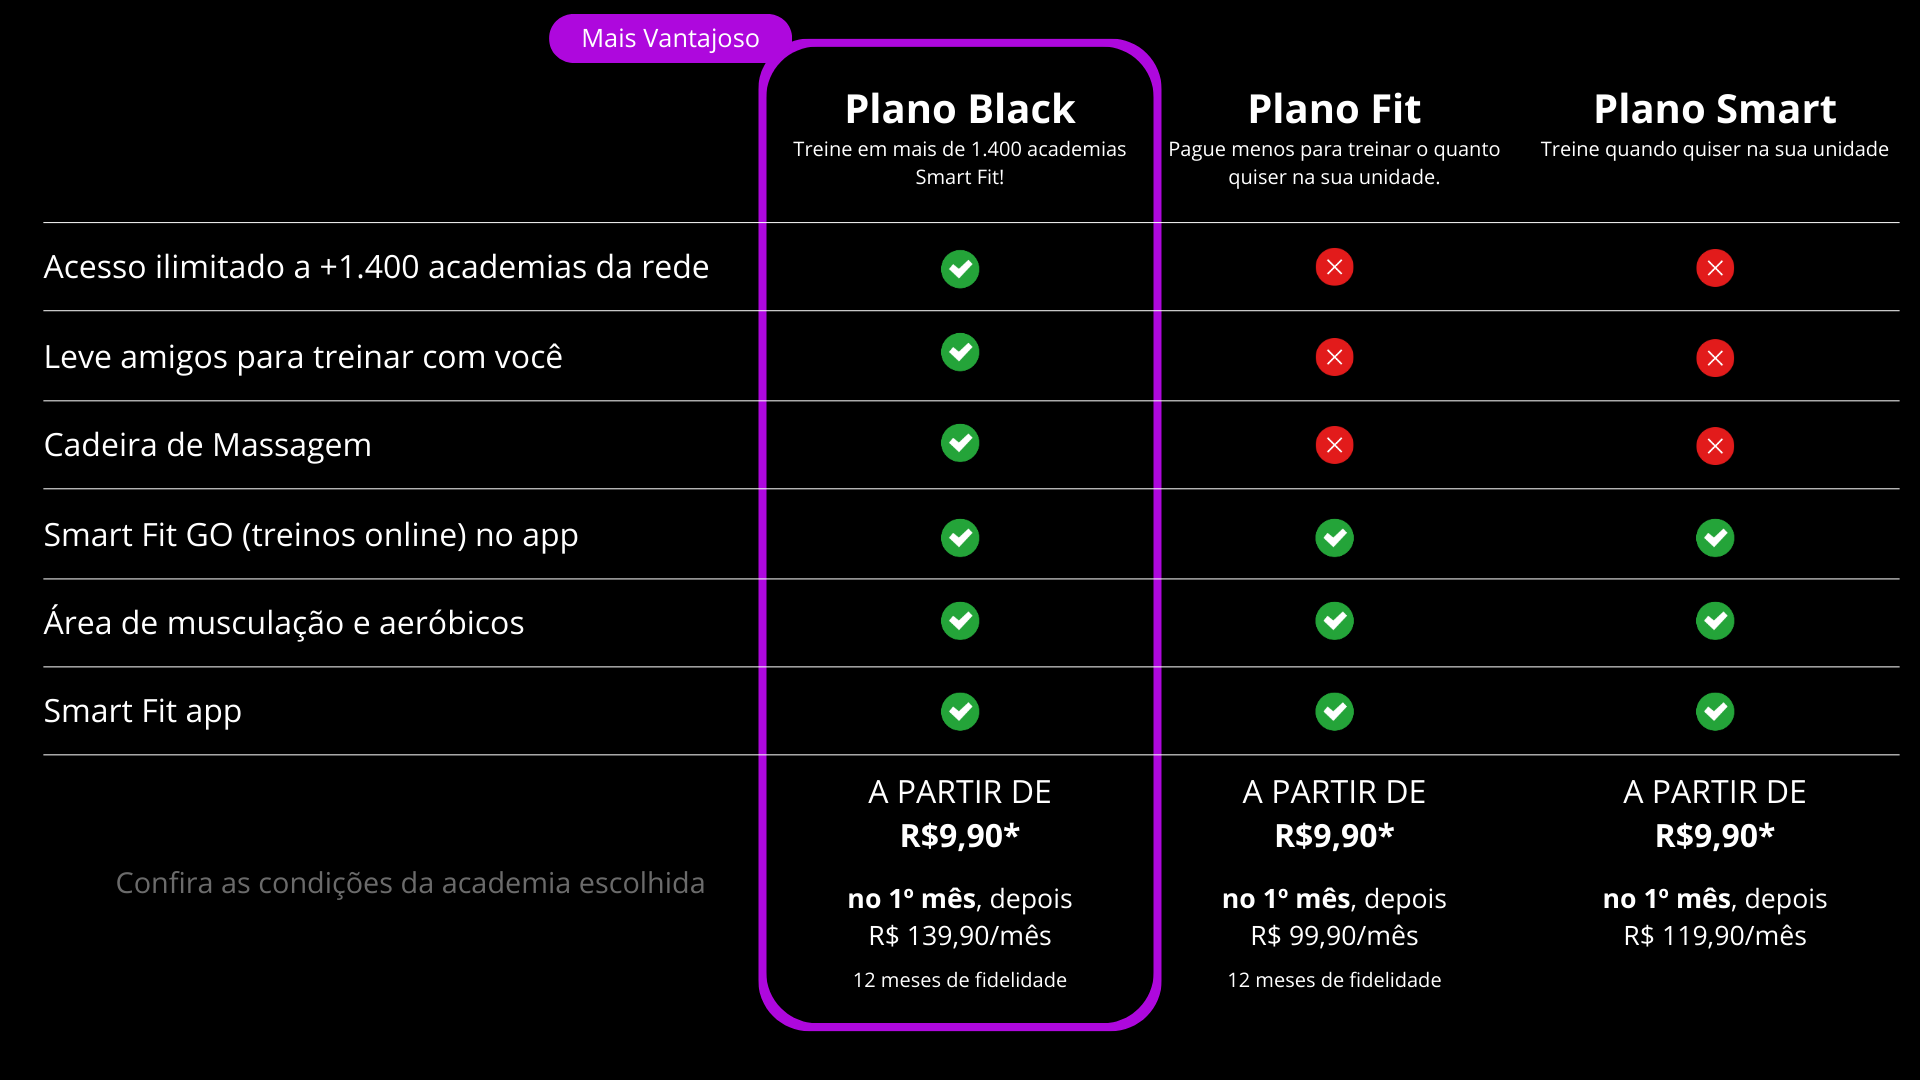 Mais Vantajoso
Plano Black
Treine em mais de 1.400 academias
Smart Fit!
Plano Fit
Pague menos para treinar o quanto
quiser na sua unidade.
Plano Smart
Treine quando quiser na sua unidade
Acesso ilimitado a +1.400 academias da rede
Leve amigos para treinar com você
Cadeira de Massagem
Smart Fit GO (treinos online) no app
Área de musculação e aeróbicos
Smart Fit app
Confira as condições da academia escolhida
A PARTIR DE
R$9,90*
no 1º mês, depois
R$ 139,90/mês
12 meses de fidelidade
A PARTIR DE
R$9,90*
no 1º mês, depois
R$ 99,90/mês
12 meses de fidelidade
A PARTIR DE
R$9,90*
no 1º mês, depois
R$ 119,90/mês